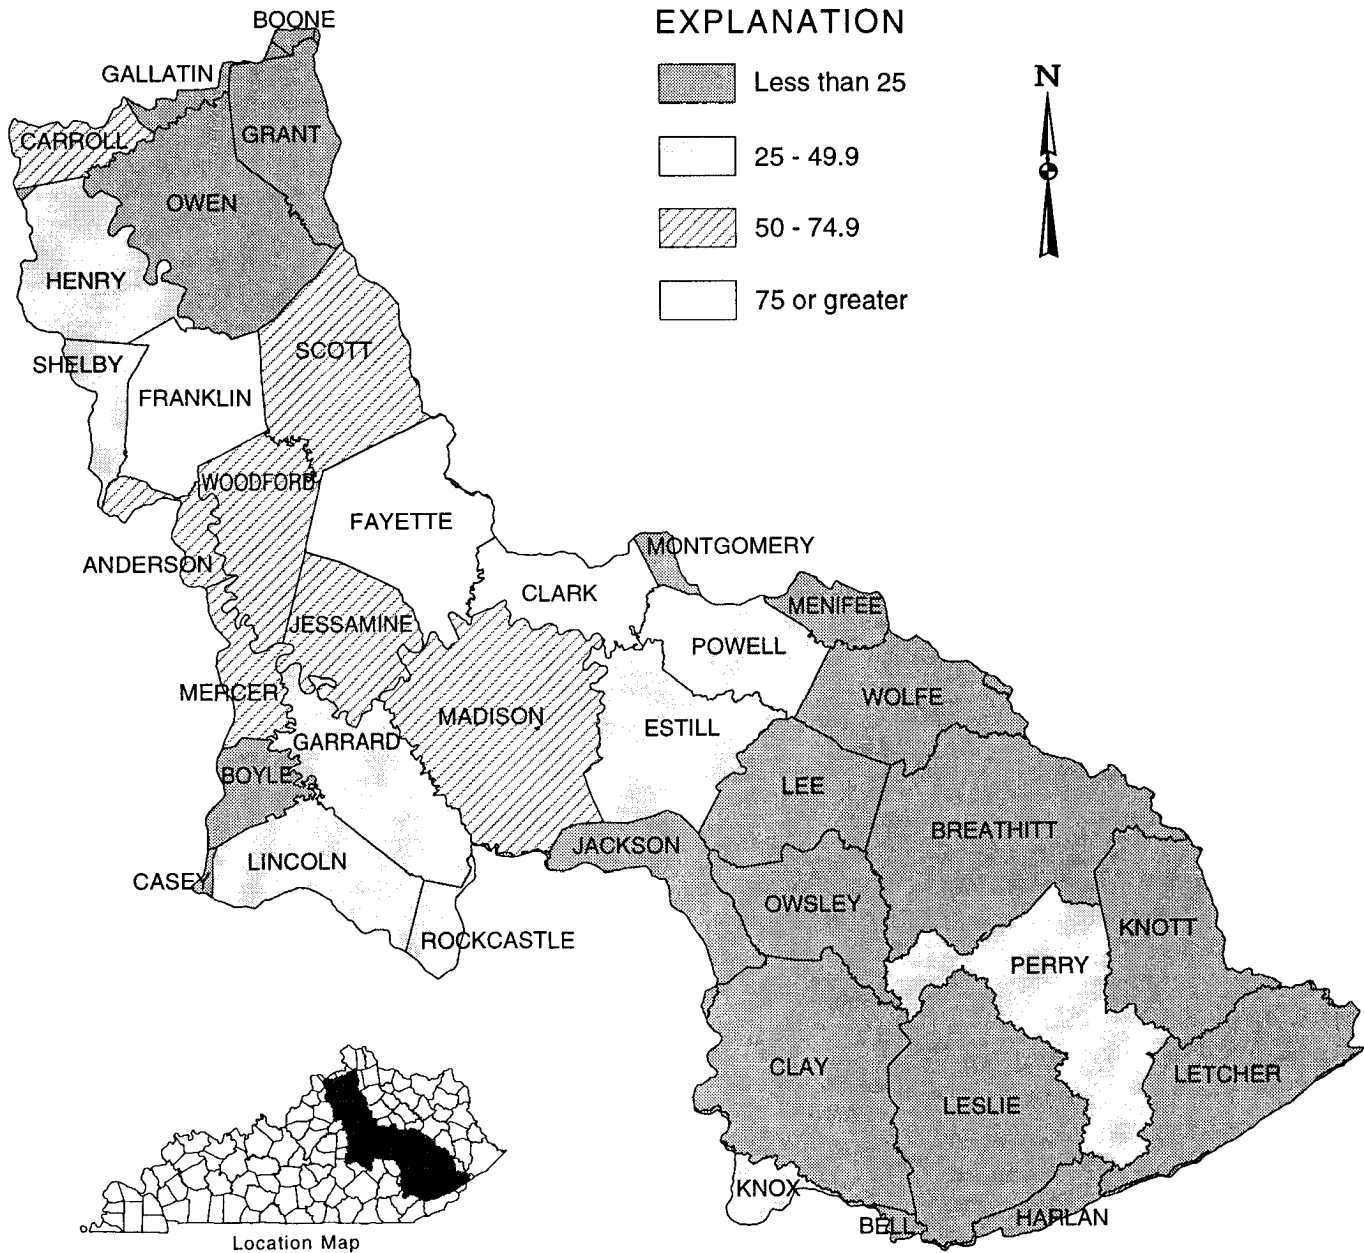 EXPLANATION
Less than 25
25 - 49.9
50 - 74.9
75 or greater
N
BOONE
GALLATIN
CARROLL
GRANT
OWEN
HENRY
SHELBY
SCOTT
FRANKLIN
WOODFORD
FAYETTE
ANDERSON
MONTGOMERY
CLARK
MENIFEE
JESSAMINE
POWELL
MERCER
WOLFE
MADISON
ESTILL
GARRARD
BOYLE
LEE
BREATHITT
JACKSON
LINCOLN
CASEY
OWSLEY
KNOTT
ROCKCASTLE
PERRY
CLAY
LETCHER
LESLIE
KNOX
HARLAN
BELL
Location Map